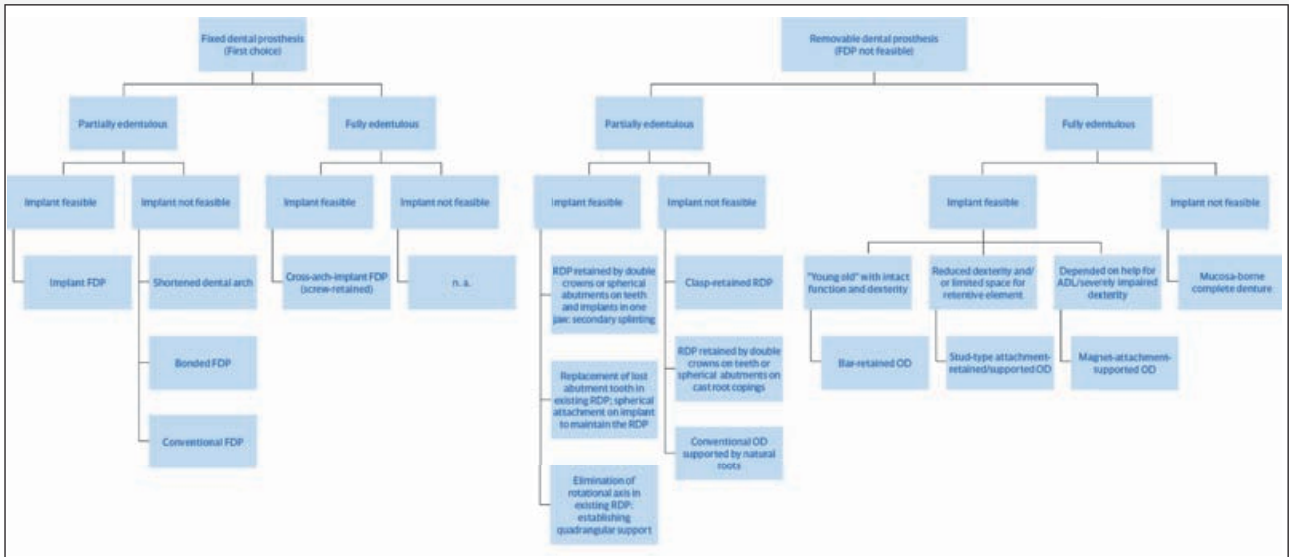 Fixed dental prosthesis
(First choice)
Partially edentulous
Fully edentulous
Implant feasible
Implant not feasible
Implant feasible
Implant not feasible
Implant FDP
Shortened dental arch
Bonded FDP
Conventional FDP
Cross-arch-implant FDP
(screw-retained)
n. a.
Removable dental prosthesis
(FDP not feasible)
Partially edentulous
Fully edentulous
Implant feasible
Implant not feasible
RDP retained by double
crowns or spherical
abutments on teeth
and implants in one
jaw: secondary splinting
Replacement of lost
abutment tooth in
existing RDP; spherical
attachment on implant
to maintain the RDP
Elimination of
rotational axis in
existing RDP:
establishing
quadrangular support
Clasp-retained RDP
RDP retained by double
crowns on teeth or
spherical abutments on
cast root copings
Conventional OD
supported by natural
roots
Implant feasible
Implant not feasible
"Young old" with intact
function and dexterity
Reduced dexterity and/
or limited space for
retentive element
Depended on help for
ADL/severely impaired
dexterity
Mucosa-borne
complete denture
Bar-retained OD
Stud-type attachment-
retained/supported OD
Magnet-attachment-
supported OD